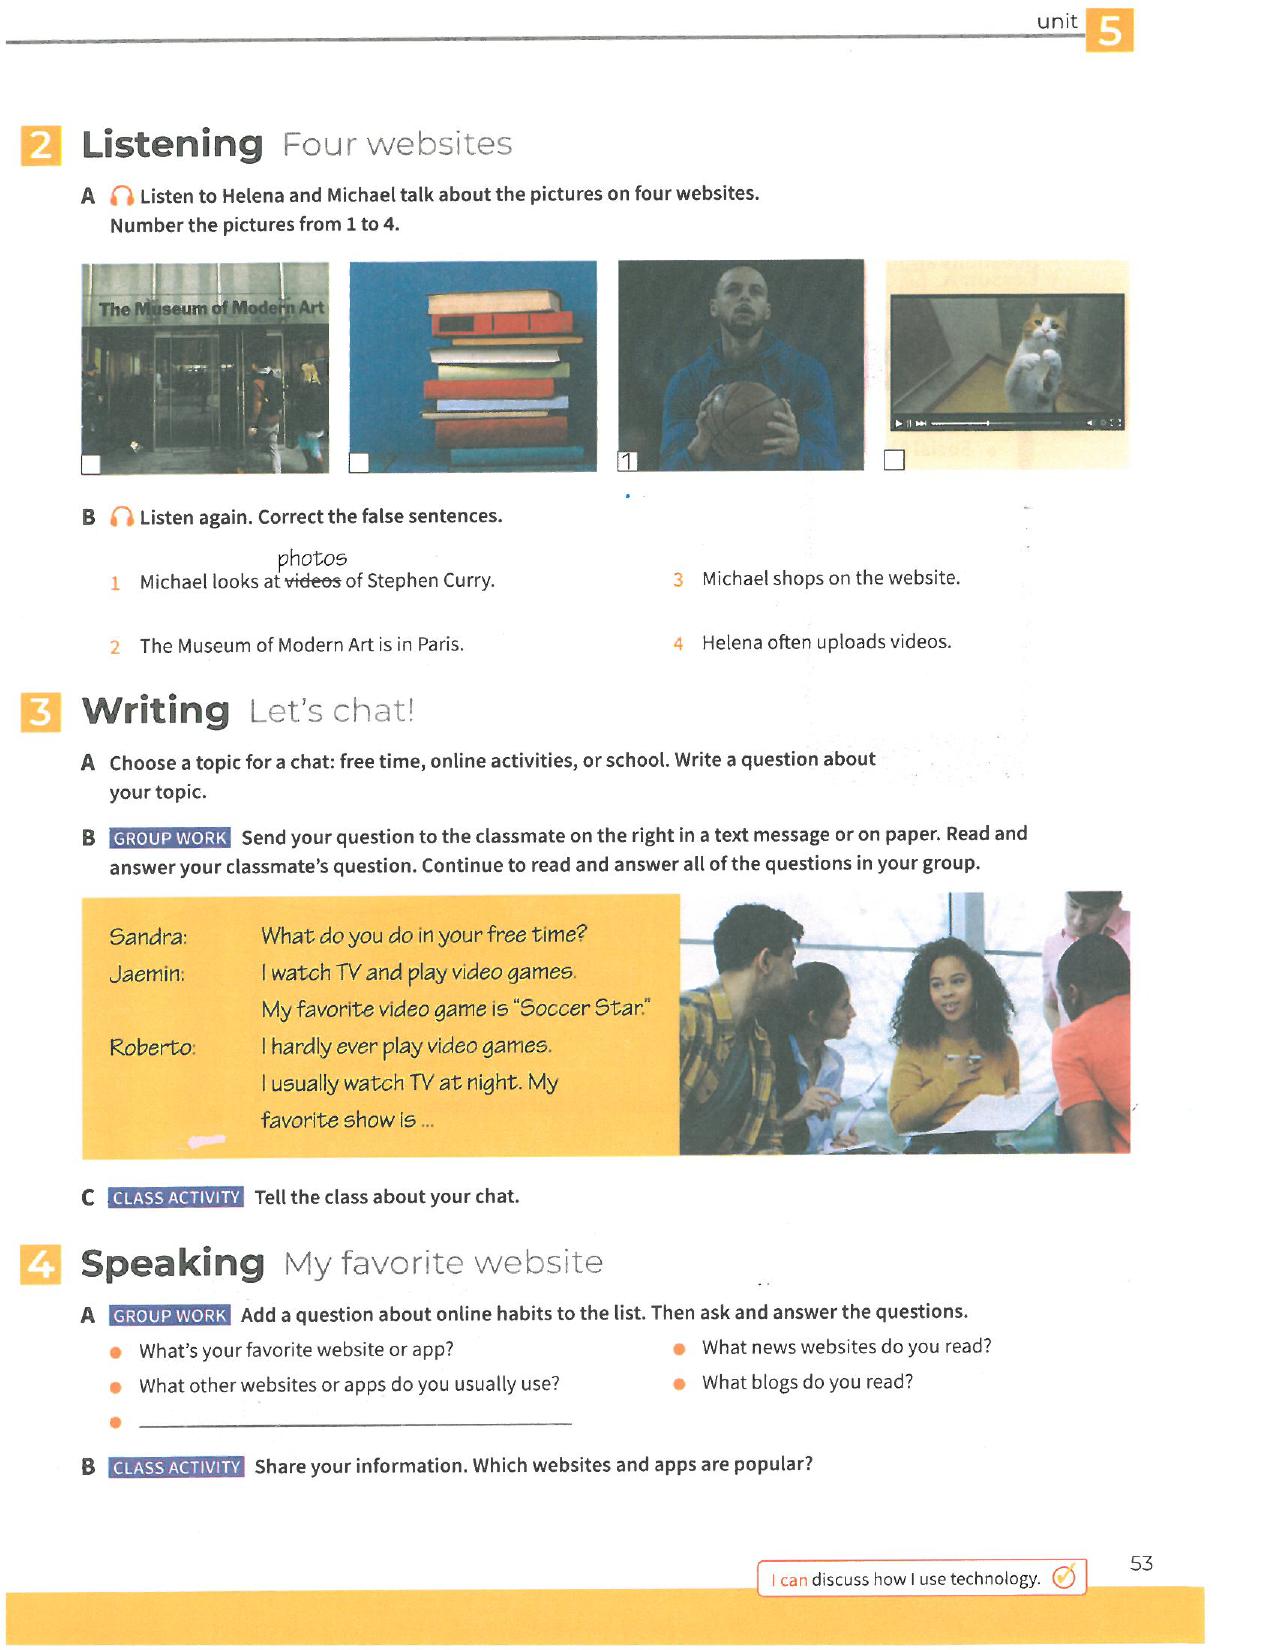 unit 5
2 Listening Four websites
A Listen to Helena and Michael talk about the pictures on four websites.
Number the pictures from 1 to 4.
The Museum of Modern Art
1
B Listen again. Correct the false sentences.
photos
1 Michael looks at videos of Stephen Curry.
3 Michael shops on the website.
2 The Museum of Modern Art is in Paris.
4 Helena often uploads videos.
3 Writing Let's chat!
A Choose a topic for a chat: free time, online activities, or school. Write a question about
your topic.
B GROUP WORK Send your question to the classmate on the right in a text message or on paper. Read and
answer your classmate's question. Continue to read and answer all of the questions in your group.
Sandra: What do you do in your free time?
Jaemin: I watch TV and play video games.
My favorite video game is "Soccer Star."
Roberto: I hardly ever play video games.
I usually watch TV at night. My
favorite show is ...
C CLASS ACTIVITY Tell the class about your chat.
4 Speaking My favorite website
A GROUP WORK Add a question about online habits to the list. Then ask and answer the questions.
• What's your favorite website or app?
• What news websites do you read?
• What other websites or apps do you usually use?
• What blogs do you read?
•
B CLASS ACTIVITY Share your information. Which websites and apps are popular?
I can discuss how I use technology.
53